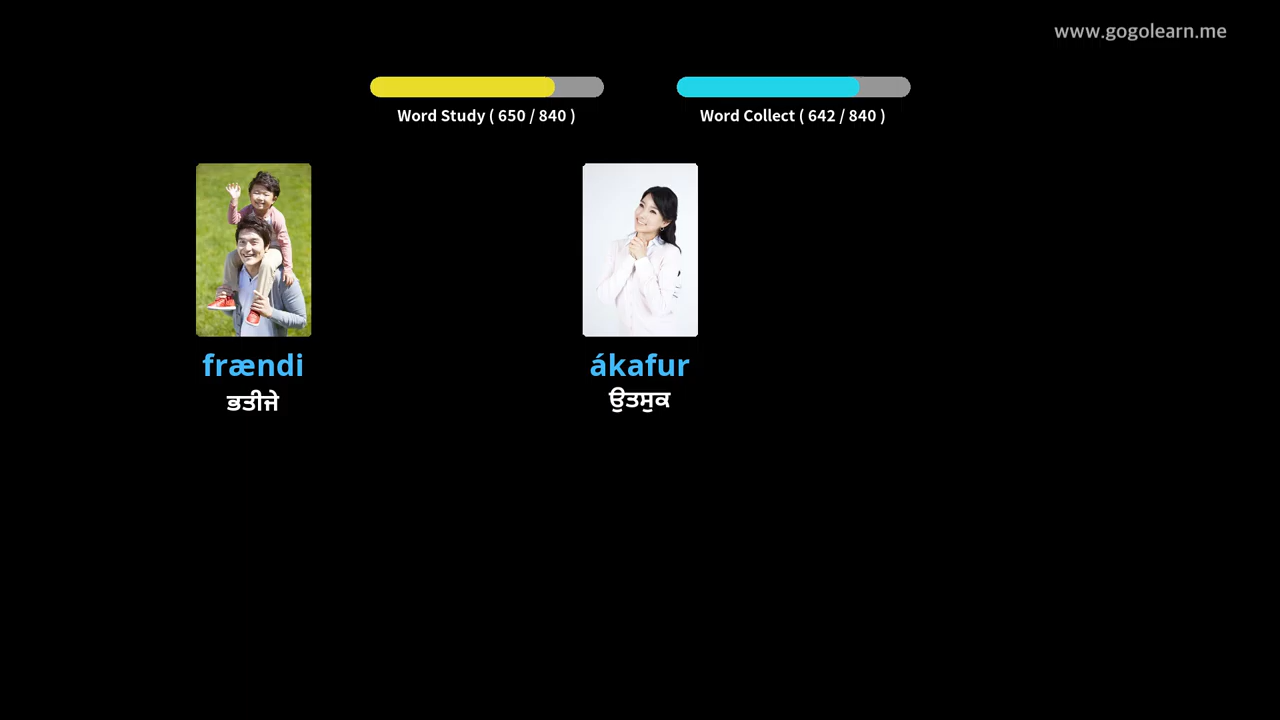 www.gogolearn.me
Word Study ( 650 / 840 )
Word Collect ( 642 / 840 )
frændi
ਭਤੀਜੇ
ákafur
ਉਤਸੁਕ